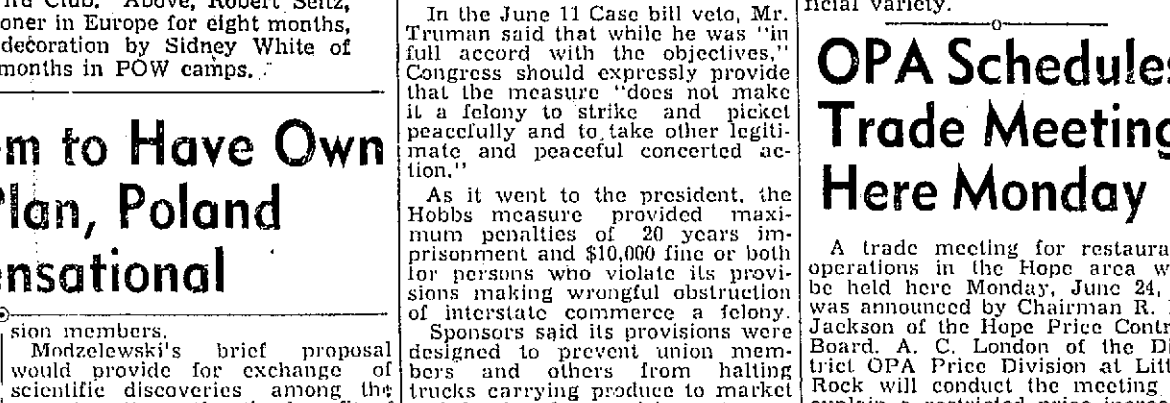 Club. Above, Robert Seitz,
oner in Europe for eight months,
decoration by Sidney White of
months in POW camps.
m to Have Own
lan, Poland
nsational
sion members.
Modzelewski's brief proposal
would provide for exchange of
scientific discoveries among the
In the June 11 Case bill veto, Mr.
Truman said that while he was "in
full accord with the objectives,"
Congress should expressly provide
that the measure "does not make
it a felony to strike and picket
peacefully and to take other legiti-
mate and peaceful concerted ac-
tion."
As it went to the president, the
Hobbs measure provided maxi-
mum penalties of 20 years im-
prisonment and $10,000 fine or both
for persons who violate its provi-
sions making wrongful obstruction
of interstate commerce a felony.
Sponsors said its provisions were
designed to prevent union mem-
bers and others from halting
trucks carrying produce to market
ficial variety.
OPA Schedules
Trade Meeting
Here Monday
A trade meeting for restaura
operations in the Hope area w
be held here Monday, June 24,
was announced by Chairman R.
Jackson of the Hope Price Contr
Board. A. C. London of the Di
trict OPA Price Division at Litt
Rock will conduct the meeting
explain a restricted price increa